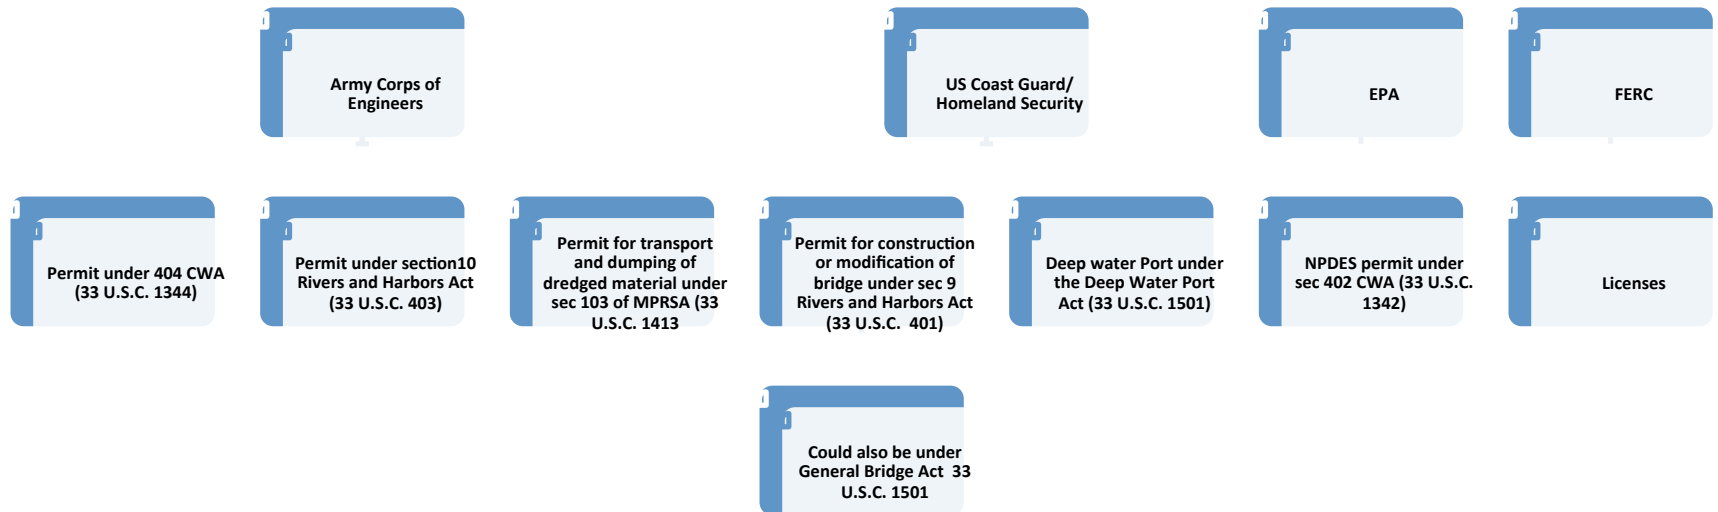 Army Corps of
Engineers
US Coast Guard/
Homeland Security
EPA
FERC
Permit under 404 CWA
(33 U.S.C. 1344)
Permit under section10
Rivers and Harbors Act
(33 U.S.C. 403)
Permit for transport
and dumping of
dredged material under
sec 103 of MPRSA (33
U.S.C. 1413
Permit for construction
or modification of
bridge under sec 9
Rivers and Harbors Act
(33 U.S.C. 401)
Deep water Port under
the Deep Water Port
Act (33 U.S.C. 1501)
NPDES permit under
sec 402 CWA (33 U.S.C.
1342)
Licenses
Could also be under
General Bridge Act 33
U.S.C. 1501